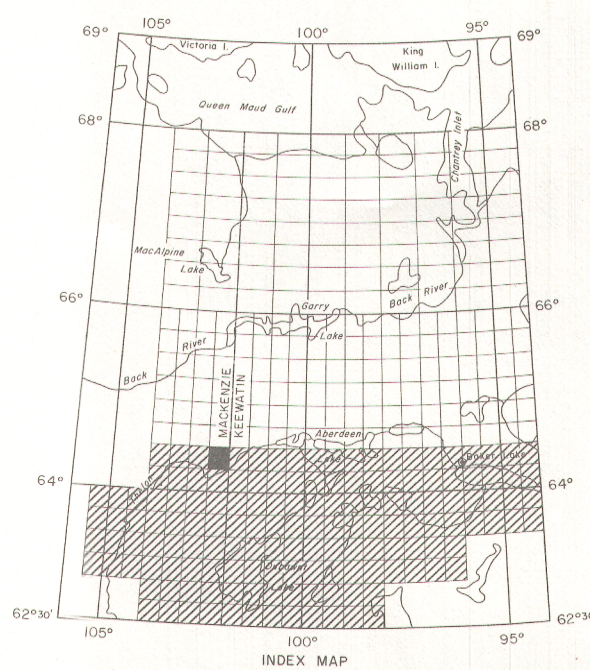 105° 100° 95°
69° 69°
Victoria I. King
William I.
Queen Maud Gulf
68° 68°
Chantrey Inlet
MacAlpine
Lake
Back River
66° 66°
Garry
Lake
River
Back
MACKENZIE
KEEWATIN
Aberdeen
Baker Lake
64° 64°
Thelon
Dubawnt
Lake
62°30' 62°30'
105° 100° 95°
INDEX MAP